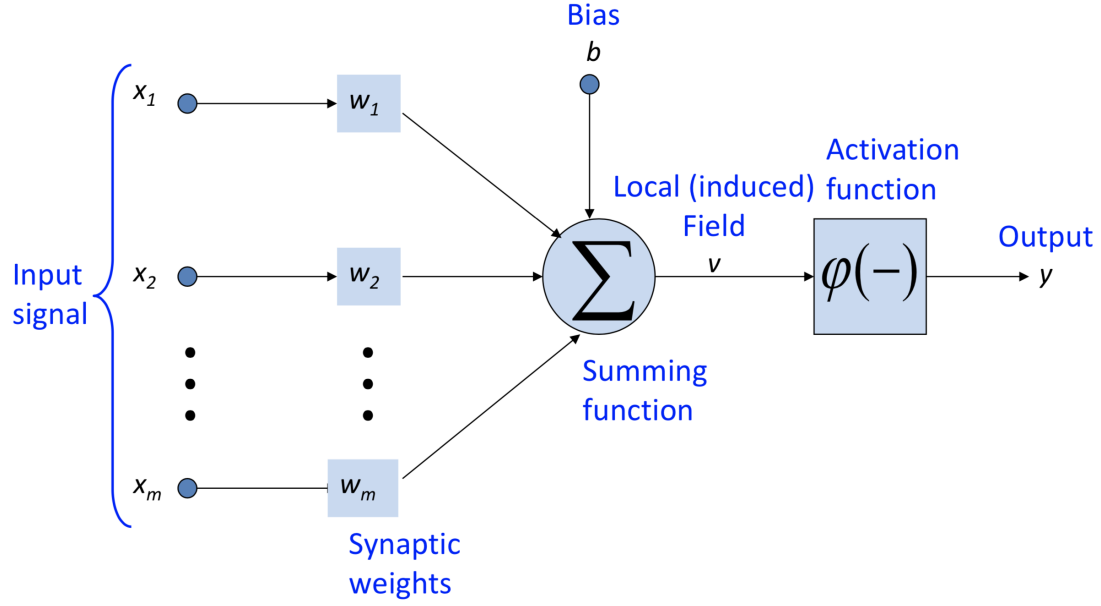 Bias
b
x₁
w₁
Activation
function
Local (induced)
Field
Output
Input
signal
x₂
w₂
∑
v
φ(−)
y
Summing
function
xₘ
wₘ
Synaptic
weights